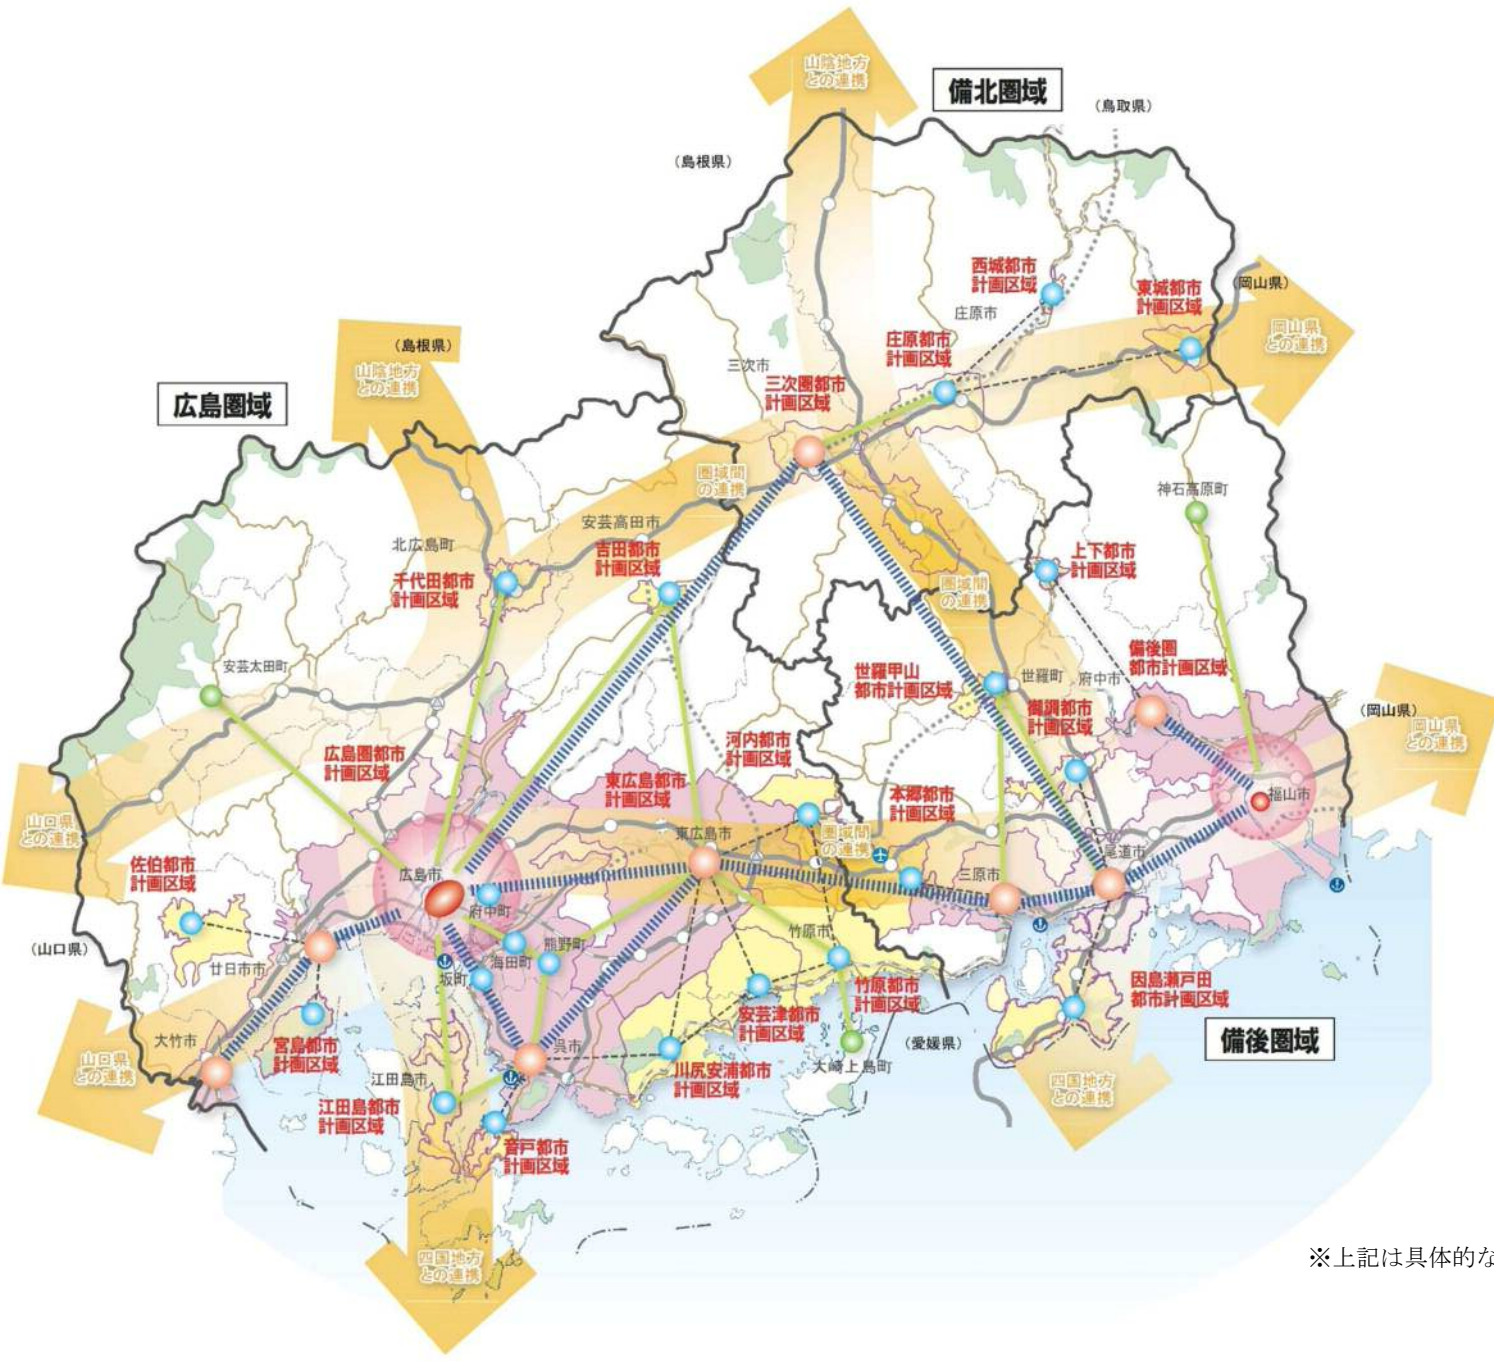 山陰地方
との連携
備北圏域
(鳥取県)
(島根県)
西城都市
計画区域
東城都市
計画区域
(岡山県)
庄原市
岡山県
との連携
庄原都市
計画区域
(島根県)
山陰地方
との連携
三次市
三次圏都市
計画区域
広島圏域
圏域間
の連携
神石高原町
安芸高田市
北広島町
吉田都市
計画区域
上下都市
計画区域
千代田都市
計画区域
圏域間
の連携
備後圏
都市計画区域
安芸太田町
世羅甲山
都市計画区域
世羅町
府中市
御調都市
計画区域
(岡山県)
岡山県
との連携
広島圏都市
計画区域
河内都市
計画区域
東広島都市
計画区域
本郷都市
計画区域
福山市
山口県
との連携
東広島市
圏域間
の連携
尾道市
佐伯都市
計画区域
広島市
三原市
府中町
竹原市
熊野町
(山口県)
海田町
廿日市市
坂町
竹原都市
計画区域
因島瀬戸田
都市計画区域
安芸津都市
計画区域
大竹市
宮島都市
計画区域
呉市
(愛媛県)
備後圏域
山口県
との連携
川尻安浦都市
計画区域
大崎上島町
江田島市
四国地方
との連携
江田島都市
計画区域
音戸都市
計画区域
四国地方
との連携
※上記は具体的な